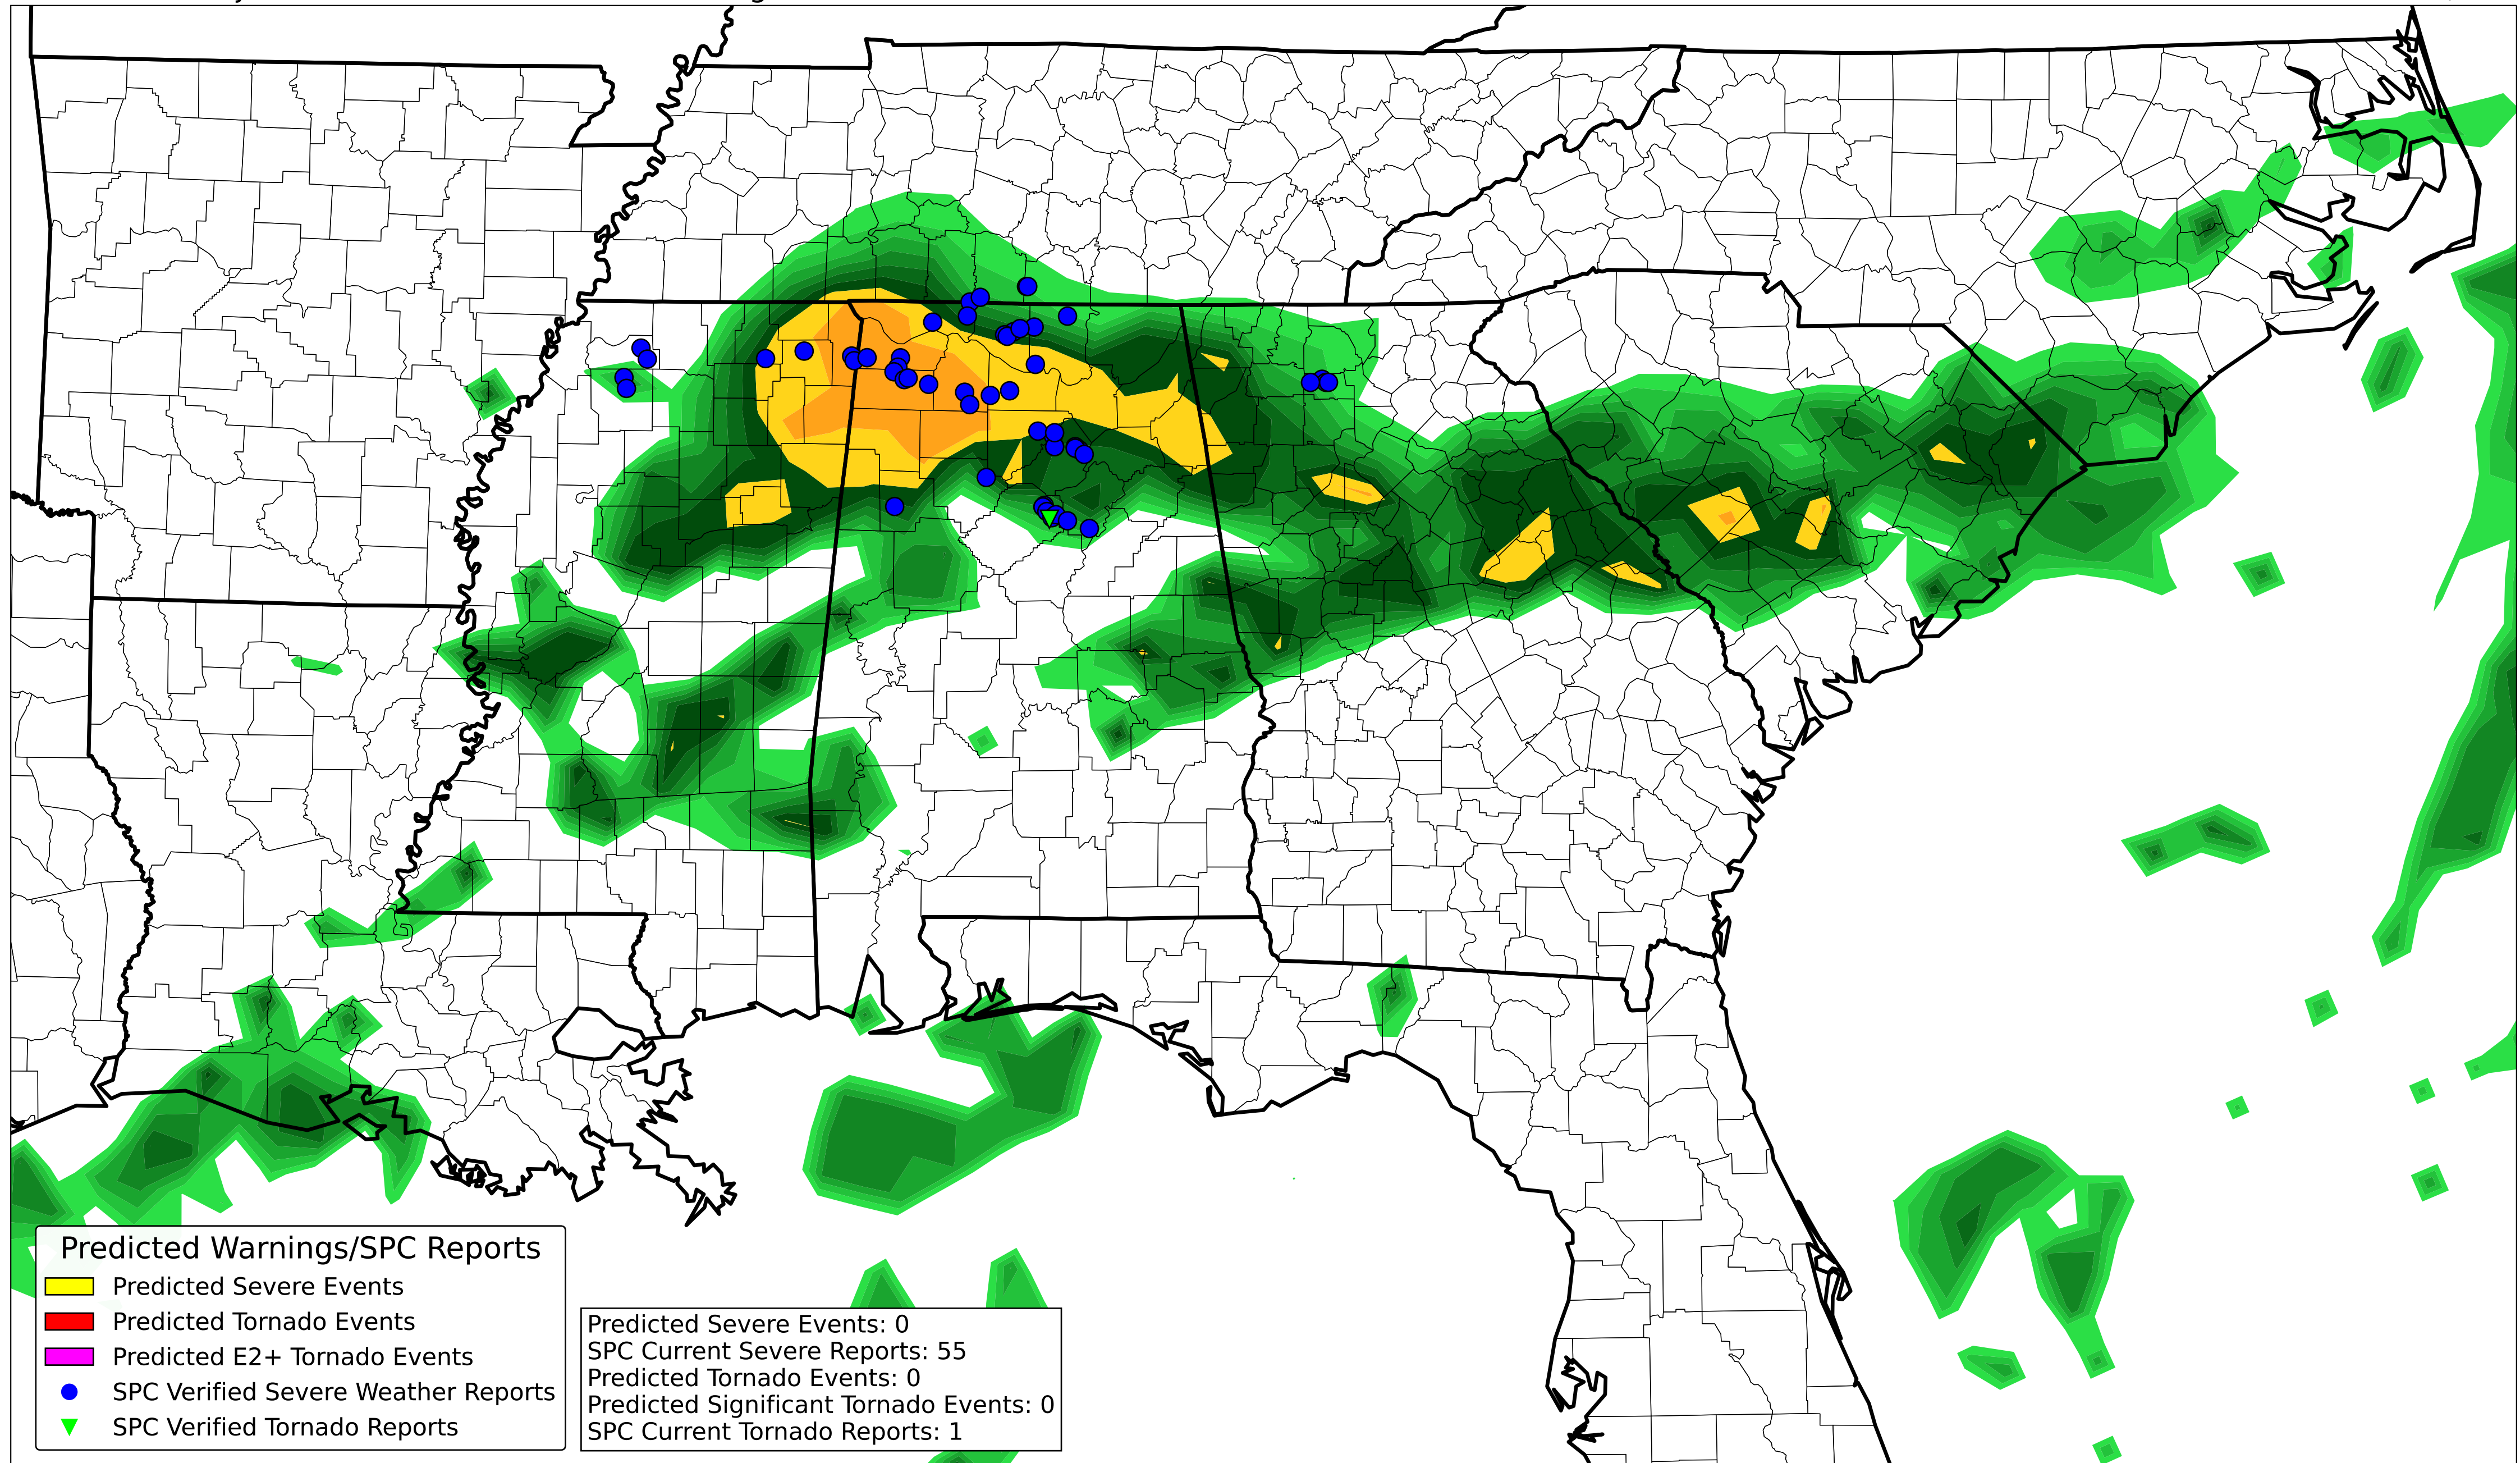 Predicted Warnings/SPC Reports
Predicted Severe Events
Predicted Tornado Events
Predicted E2+ Tornado Events
SPC Verified Severe Weather Reports
SPC Verified Tornado Reports
Predicted Severe Events: 0
SPC Current Severe Reports: 55
Predicted Tornado Events: 0
Predicted Significant Tornado Events: 0
SPC Current Tornado Reports: 1